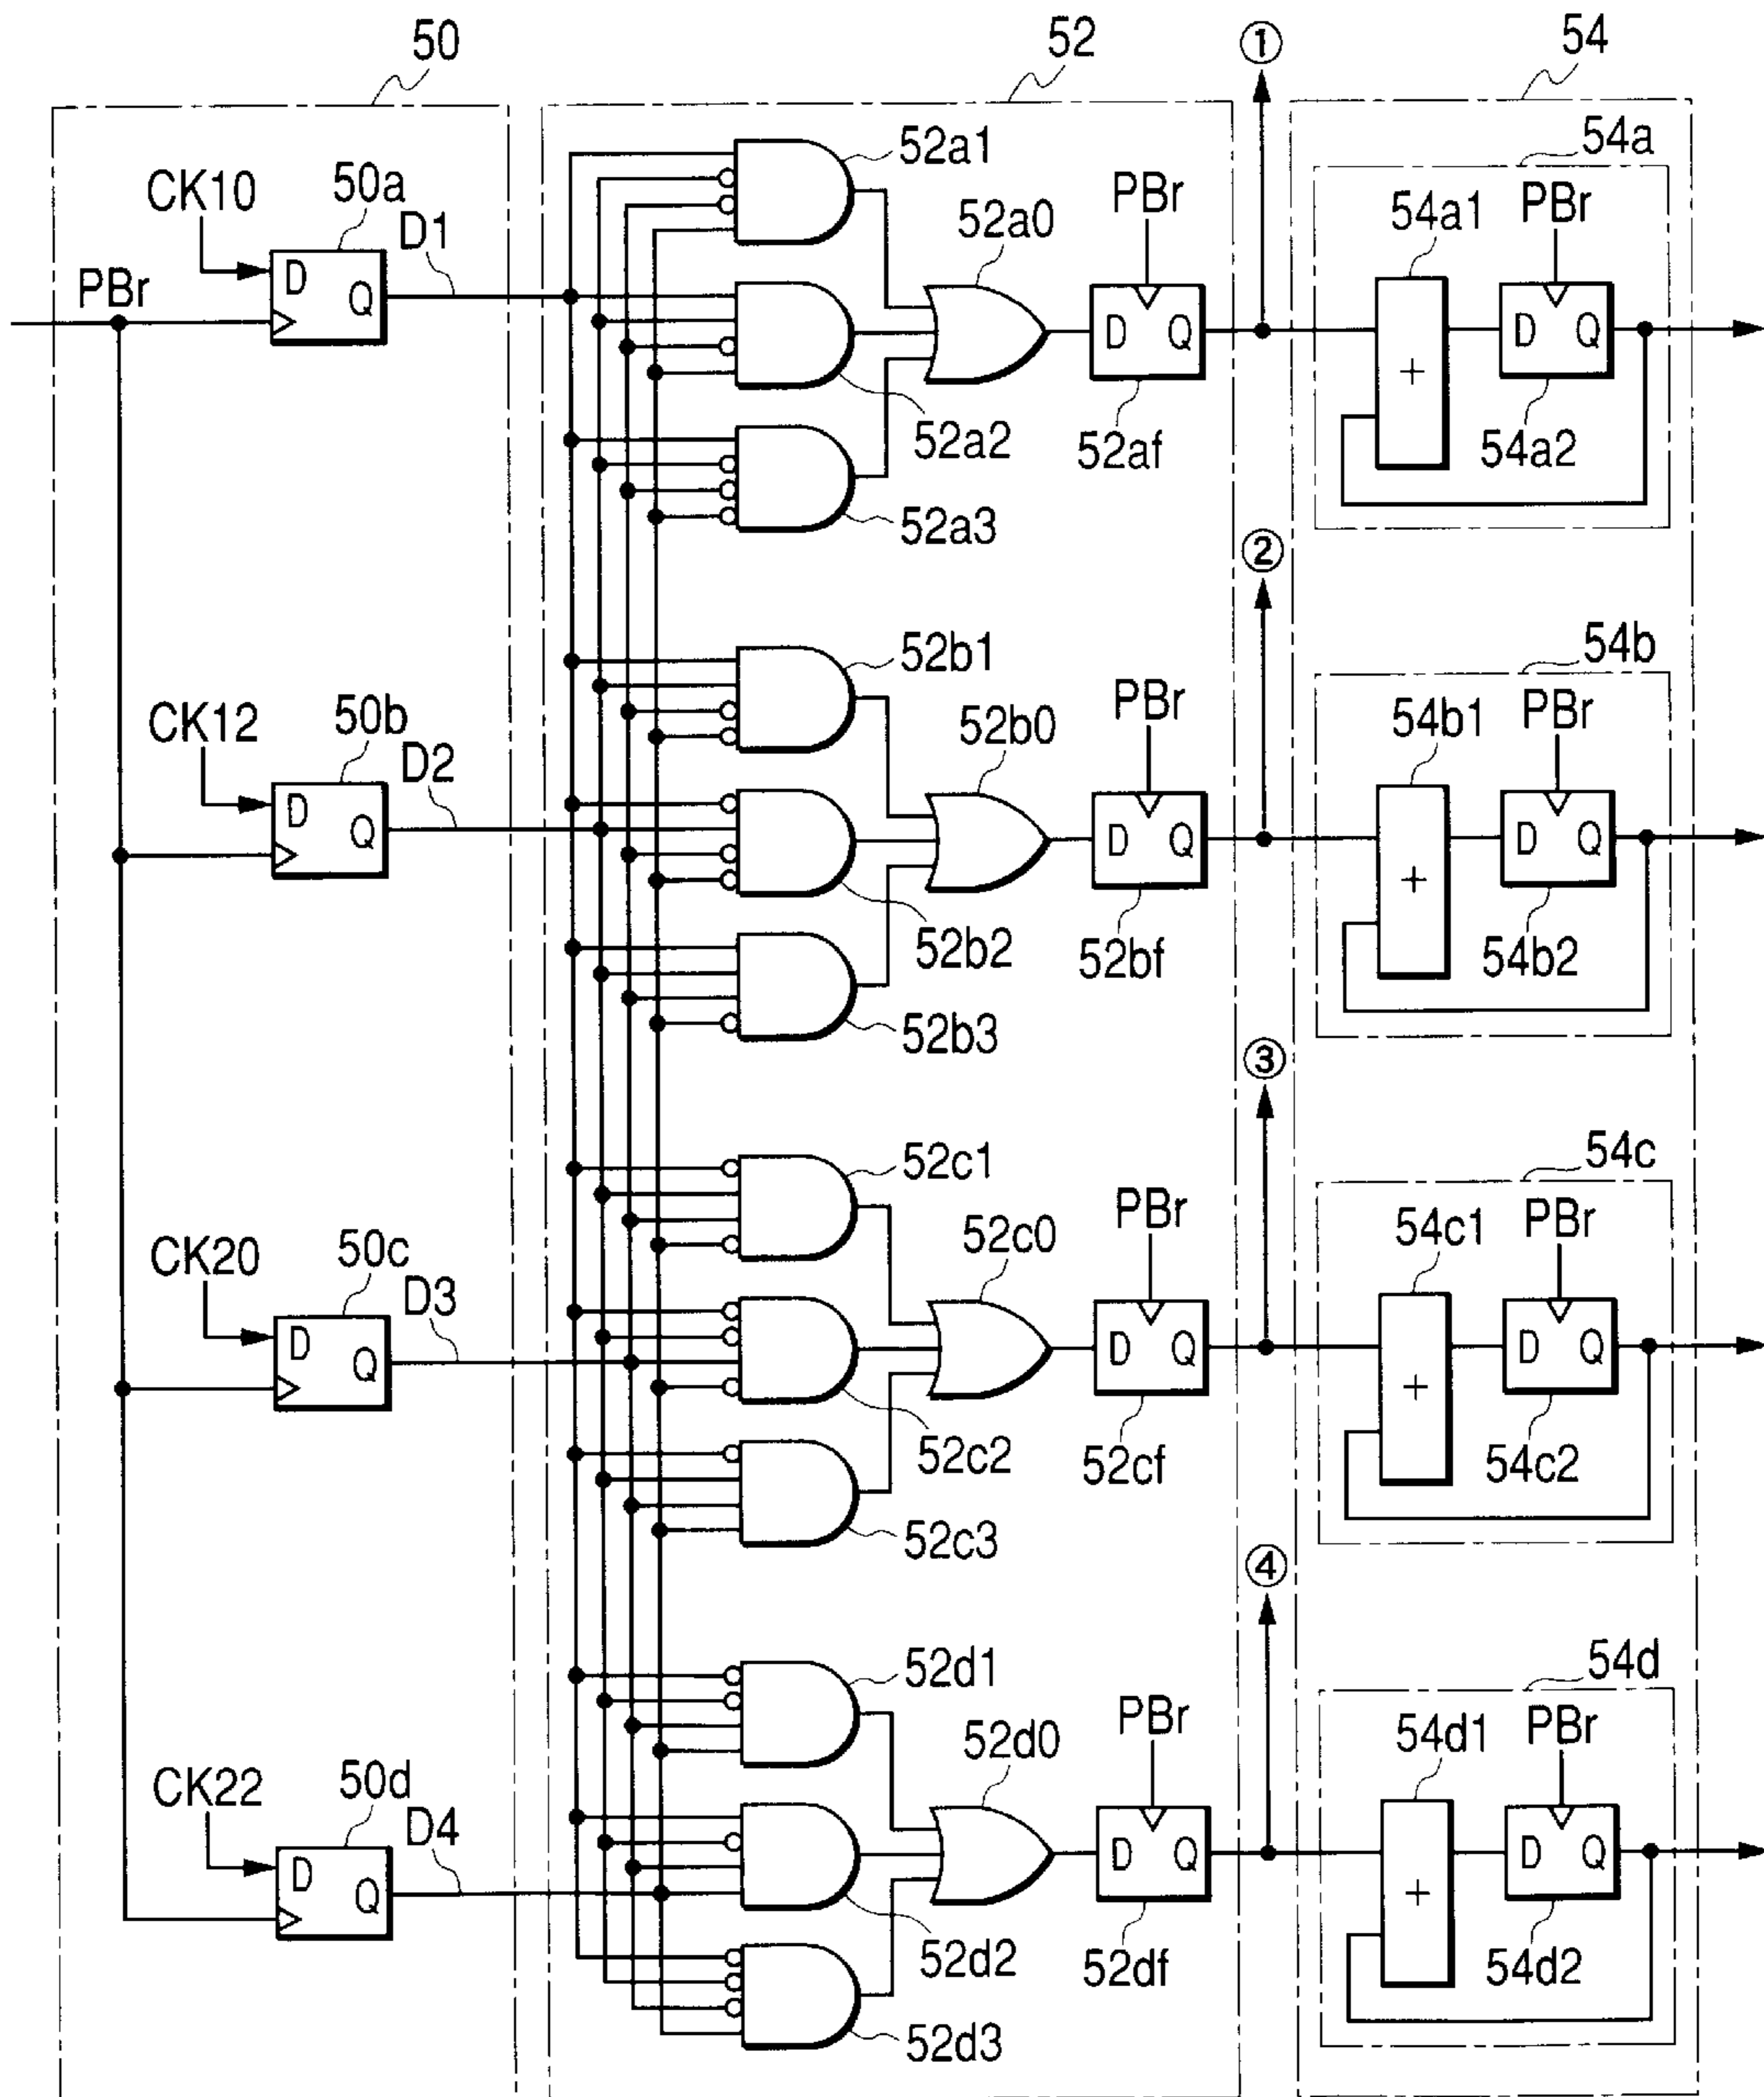 50
52
①
54
54a
52a1
CK10
50a
D1
PBr
PBr
52a0
54a1
PBr
D
Q
D
Q
+
D
Q
52a2
52af
54a2
52a3
②
54b
52b1
CK12
50b
D2
PBr
52b0
54b1
PBr
D
Q
D
Q
+
D
Q
52b2
52bf
54b2
52b3
③
54c
52c1
CK20
50c
D3
PBr
52c0
54c1
PBr
D
Q
D
Q
+
D
Q
52c2
52cf
54c2
52c3
④
54d
52d1
CK22
50d
D4
PBr
52d0
54d1
PBr
D
Q
D
Q
+
D
Q
52d2
52df
54d2
52d3